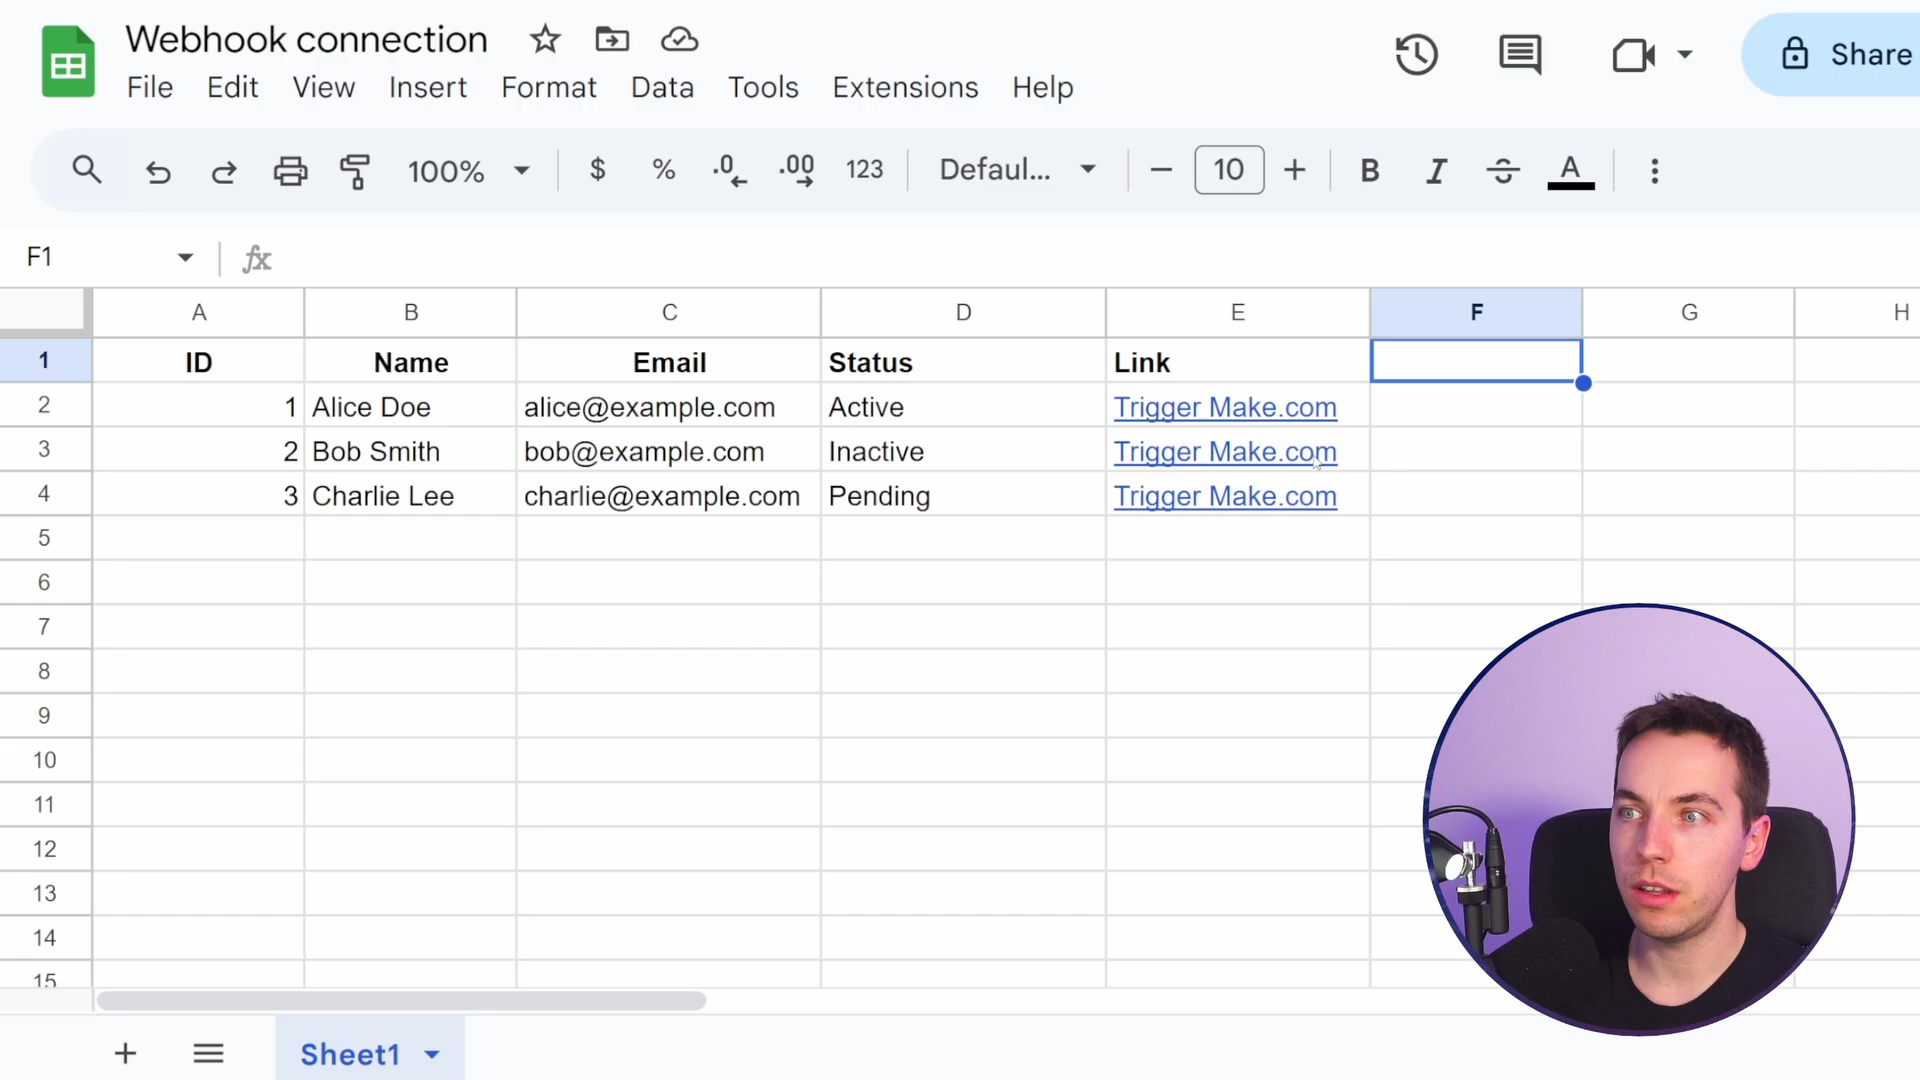 Webhook connection
File Edit View Insert Format Data Tools Extensions Help
Share
100% $ % .0 .00 123 Defaul... 10 B I S A
F1 fx
A B C D E F G H
1 ID Name Email Status Link
2 1 Alice Doe alice@example.com Active Trigger Make.com
3 2 Bob Smith bob@example.com Inactive Trigger Make.com
4 3 Charlie Lee charlie@example.com Pending Trigger Make.com
5
6
7
8
9
10
11
12
13
14
15
Sheet1